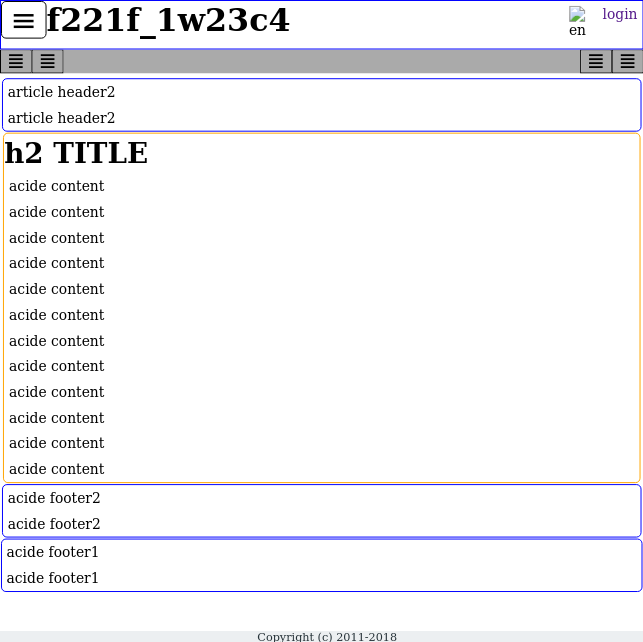 f221f_1w23c4
en
login
article header2
article header2
h2 TITLE
acide content
acide content
acide content
acide content
acide content
acide content
acide content
acide content
acide content
acide content
acide content
acide content
acide footer2
acide footer2
acide footer1
acide footer1
Copyright (c) 2011-2018